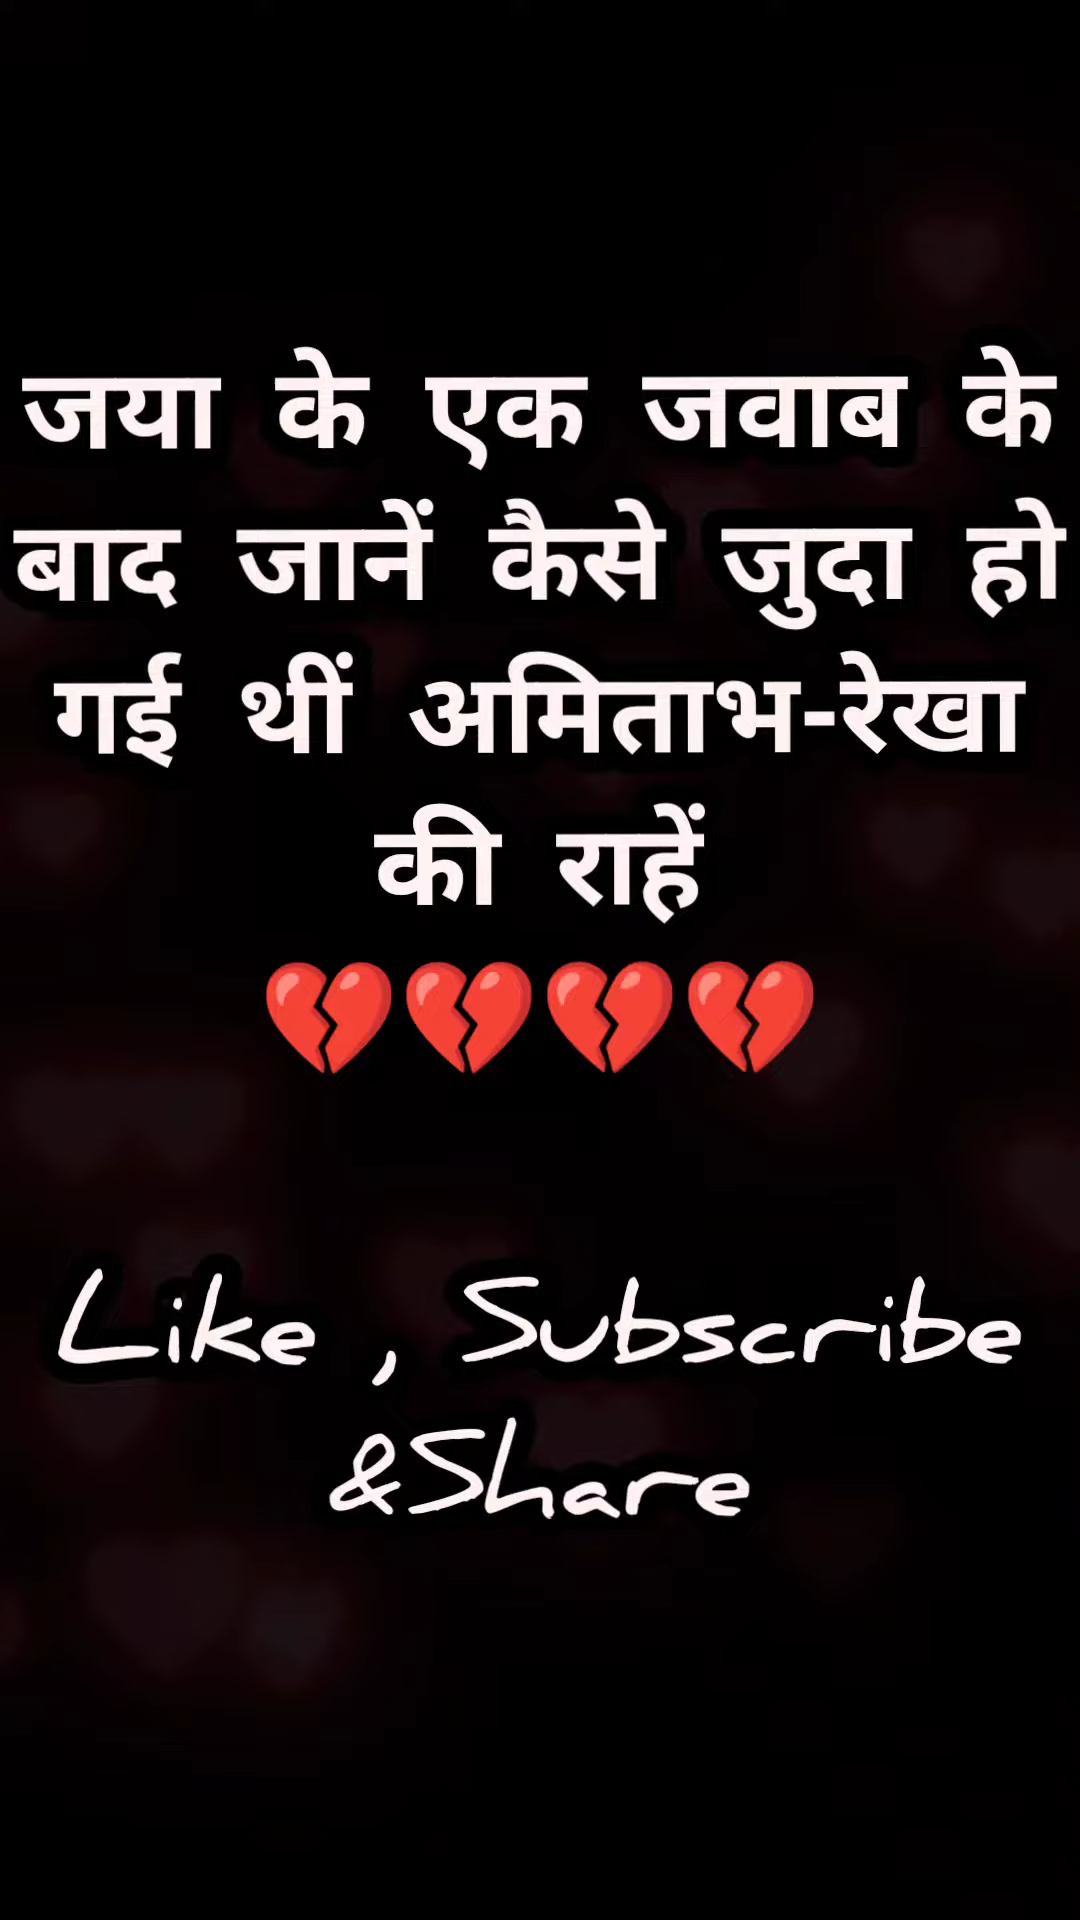 जया के एक जवाब के
बाद जानें कैसे जुदा हो
गई थीं अमिताभ-रेखा
की राहें
💔💔💔💔
Like , Subscribe
&Share